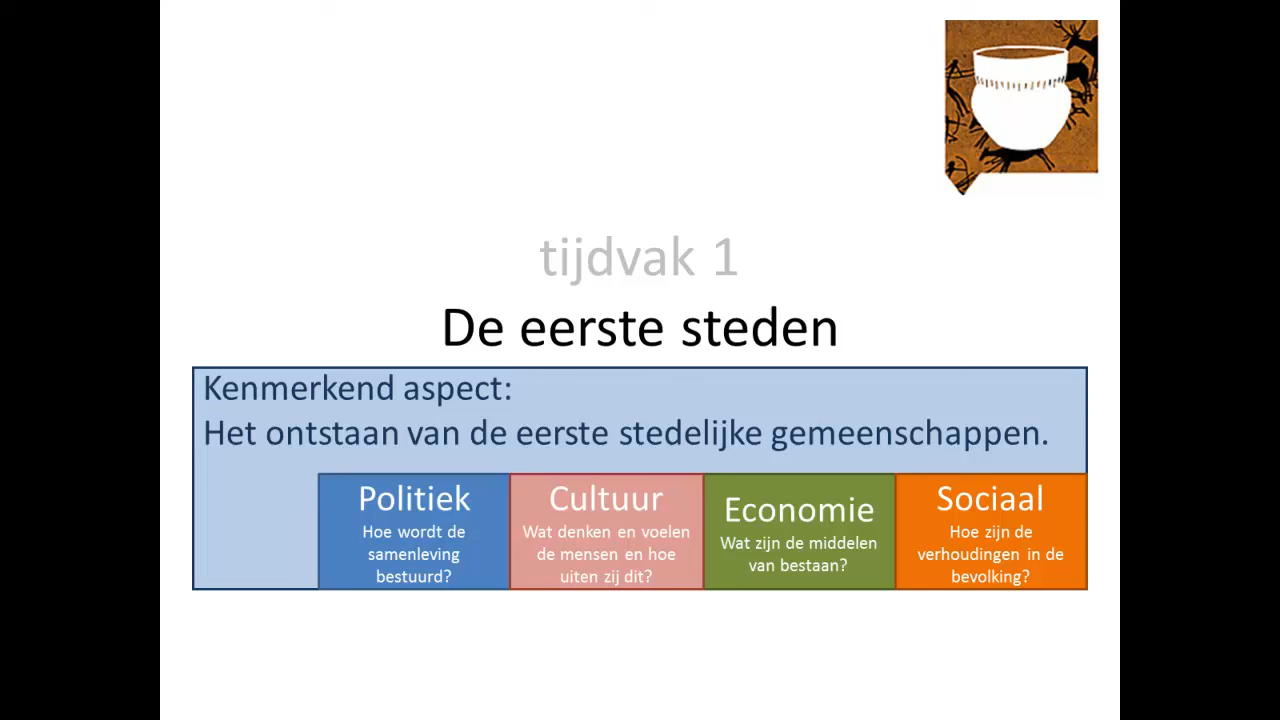 tijdvak 1
De eerste steden
Kenmerkend aspect:
Het ontstaan van de eerste stedelijke gemeenschappen.
Politiek
Hoe wordt de
samenleving
bestuurd?
Cultuur
Wat denken en voelen
de mensen en hoe
uiten zij dit?
Economie
Wat zijn de middelen
van bestaan?
Sociaal
Hoe zijn de
verhoudingen in de
bevolking?